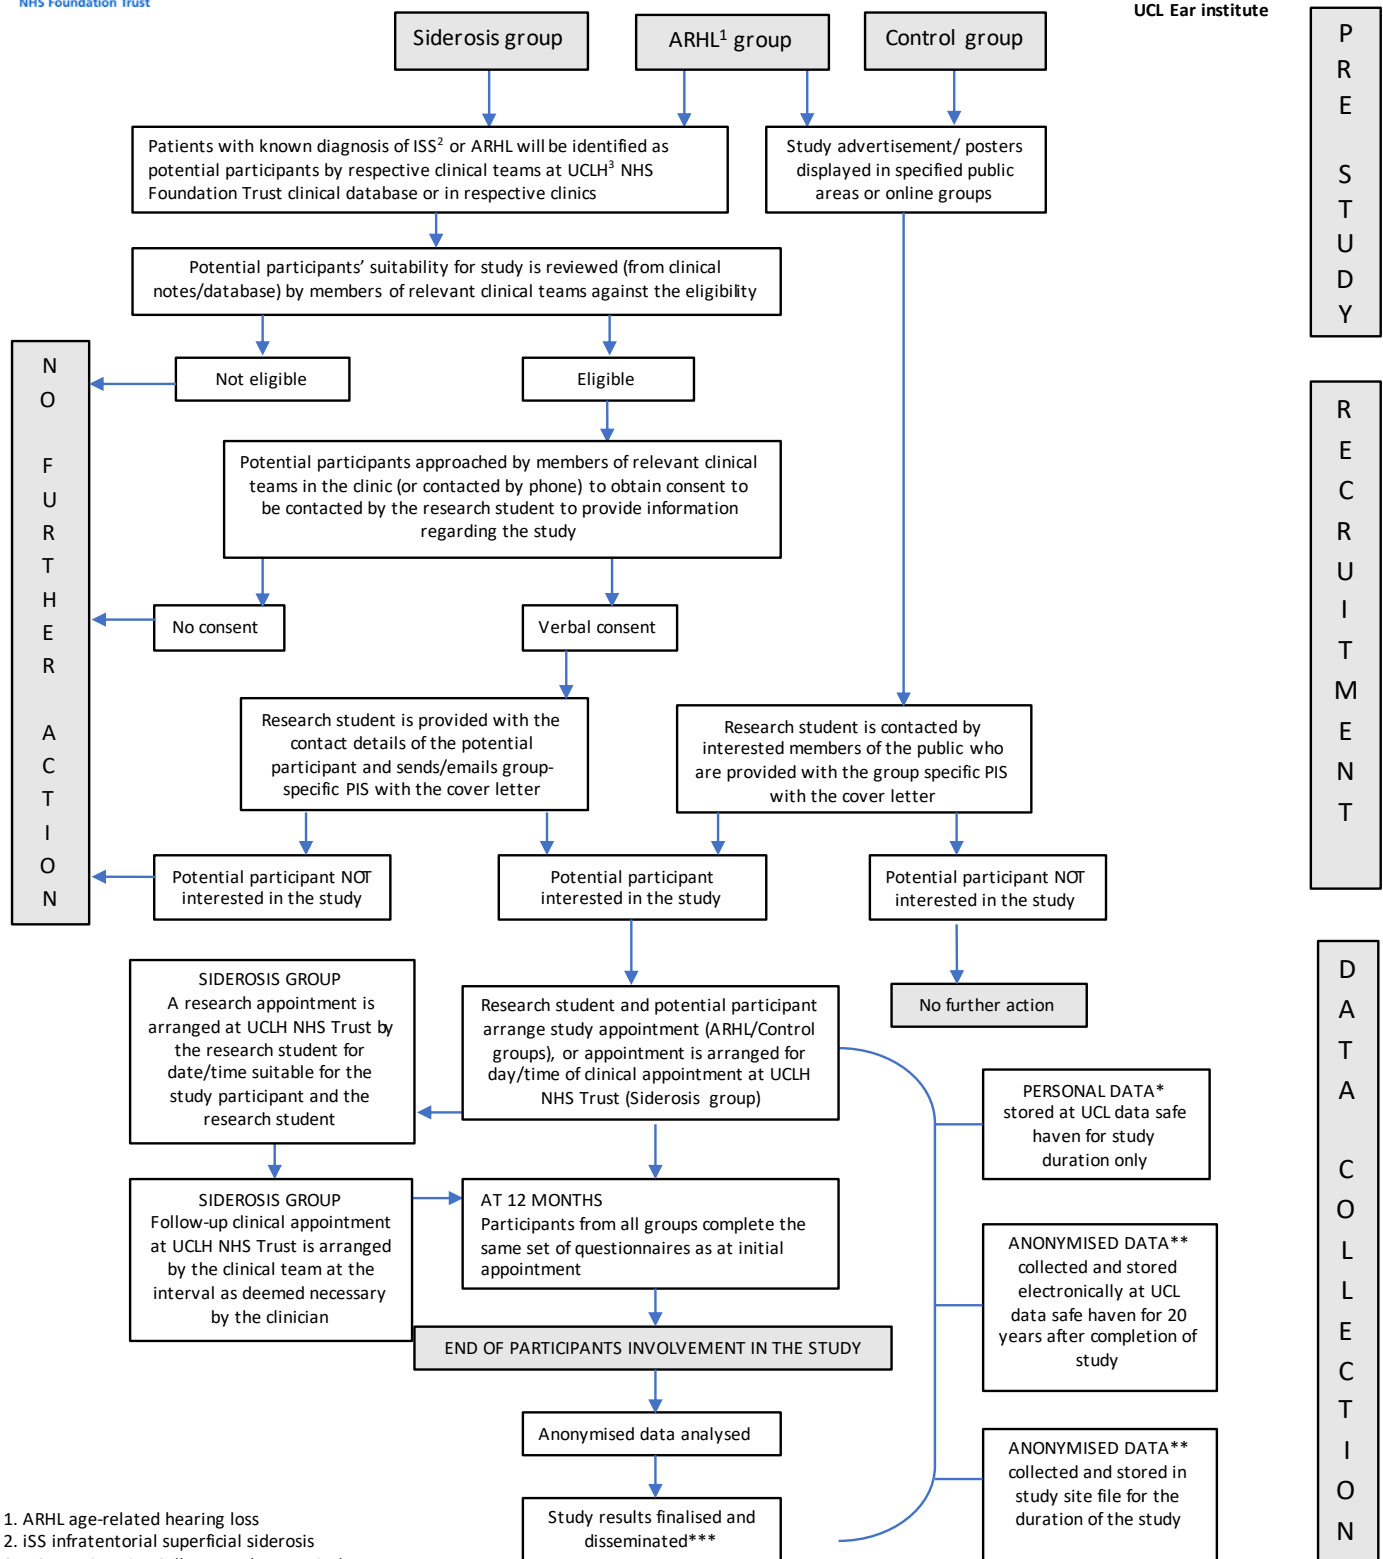 NHS Foundation Trust
UCL Ear institute
Siderosis group
ARHL1 group
Control group
PRE STUDY
Patients with known diagnosis of ISS2 or ARHL will be identified as
potential participants by respective clinical teams at UCLH3 NHS
Foundation Trust clinical database or in respective clinics
Study advertisement/ posters
displayed in specified public
areas or online groups
Potential participants’ suitability for study is reviewed (from clinical
notes/database) by members of relevant clinical teams against the eligibility
NO FURTHER ACTION
Not eligible
Eligible
RECRUITMENT
Potential participants approached by members of relevant clinical
teams in the clinic (or contacted by phone) to obtain consent to
be contacted by the research student to provide information
regarding the study
No consent
Verbal consent
Research student is provided with the
contact details of the potential
participant and sends/emails group-
specific PIS with the cover letter
Research student is contacted by
interested members of the public who
are provided with the group specific PIS
with the cover letter
Potential participant NOT
interested in the study
Potential participant
interested in the study
Potential participant NOT
interested in the study
No further action
DATA COLLECTION
SIDEROSIS GROUP
A research appointment is
arranged at UCLH NHS Trust by
the research student for
date/time suitable for the
study participant and the
research student
Research student and potential participant
arrange study appointment (ARHL/Control
groups), or appointment is arranged for
day/time of clinical appointment at UCLH
NHS Trust (Siderosis group)
PERSONAL DATA*
stored at UCL data safe
haven for study
duration only
SIDEROSIS GROUP
Follow-up clinical appointment
at UCLH NHS Trust is arranged
by the clinical team at the
interval as deemed necessary
by the clinician
AT 12 MONTHS
Participants from all groups complete the
same set of questionnaires as at initial
appointment
ANONYMISED DATA**
collected and stored
electronically at UCL
data safe haven for 20
years after completion of
study
END OF PARTICIPANTS INVOLVEMENT IN THE STUDY
Anonymised data analysed
ANONYMISED DATA**
collected and stored in
study site file for the
duration of the study
Study results finalised and
disseminated***
1. ARHL age-related hearing loss
2. iSS infratentorial superficial siderosis